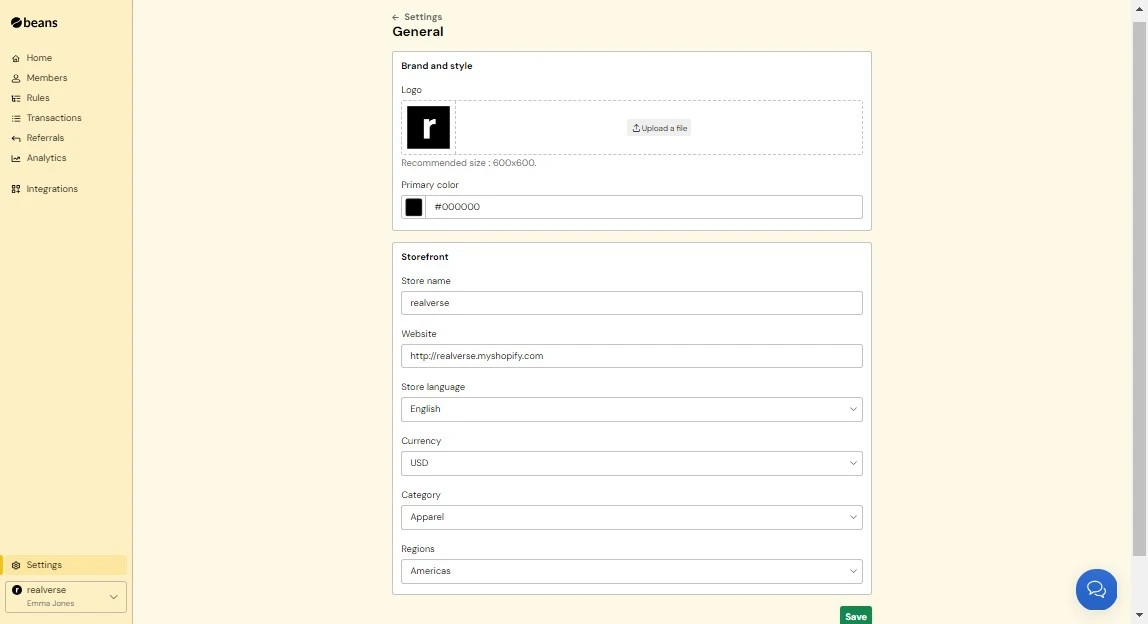 beans
Home
Members
Rules
Transactions
Referrals
Analytics
Integrations
Settings
r realverse
Emma Jones
← Settings
General
Brand and style
Logo
r
Upload a file
Recommended size : 600x600.
Primary color
#000000
Storefront
Store name
realverse
Website
http://realverse.myshopify.com
Store language
English
Currency
USD
Category
Apparel
Regions
Americas
Save